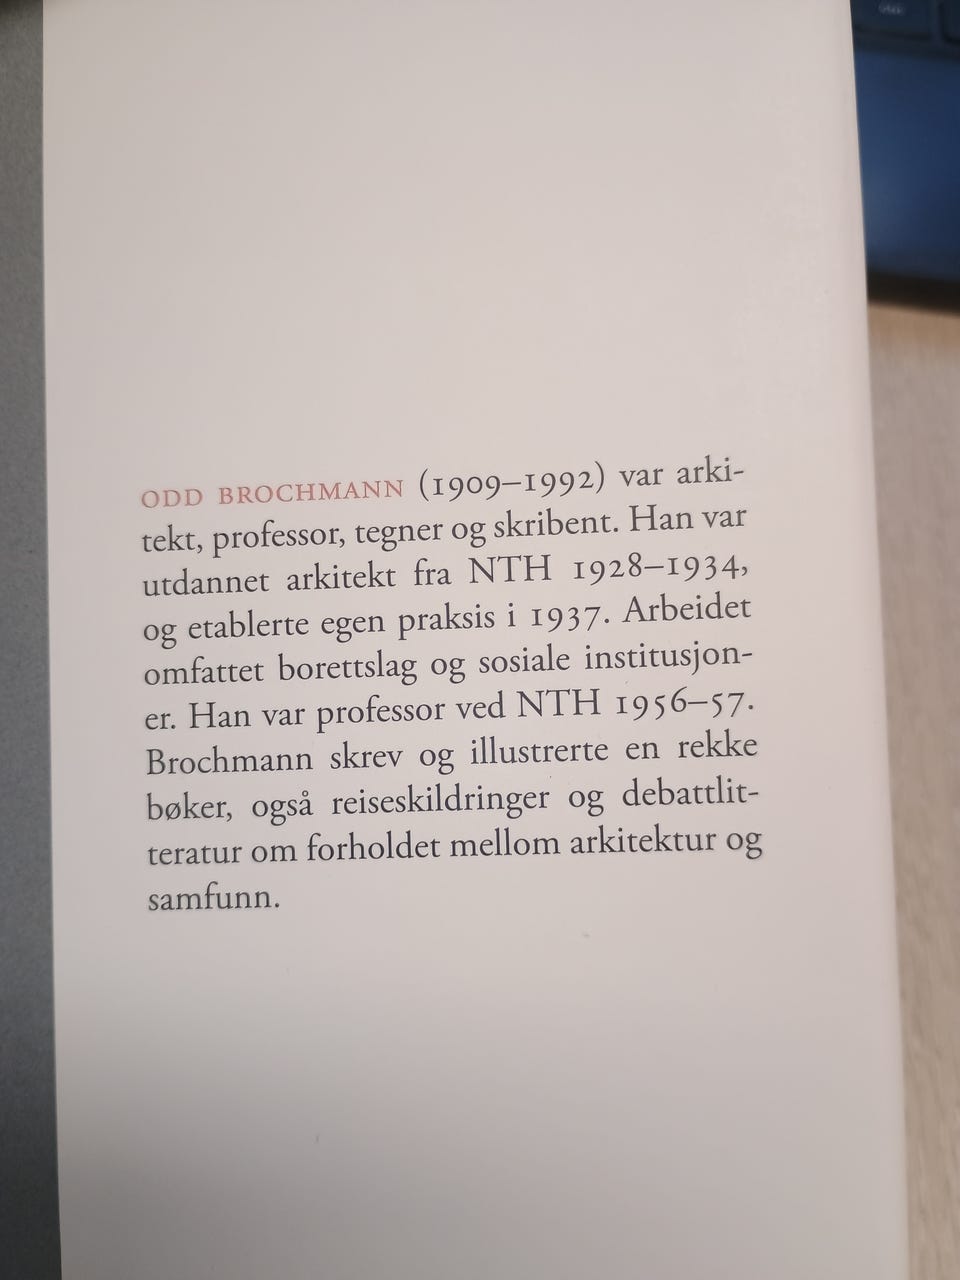 ODD BROCHMANN (1909–1992) var arki-
tekt, professor, tegner og skribent. Han var
utdannet arkitekt fra NTH 1928–1934,
og etablerte egen praksis i 1937. Arbeidet
omfattet borettslag og sosiale institusjon-
er. Han var professor ved NTH 1956–57.
Brochmann skrev og illustrerte en rekke
bøker, også reiseskildringer og debattlit-
teratur om forholdet mellom arkitektur og
samfunn.